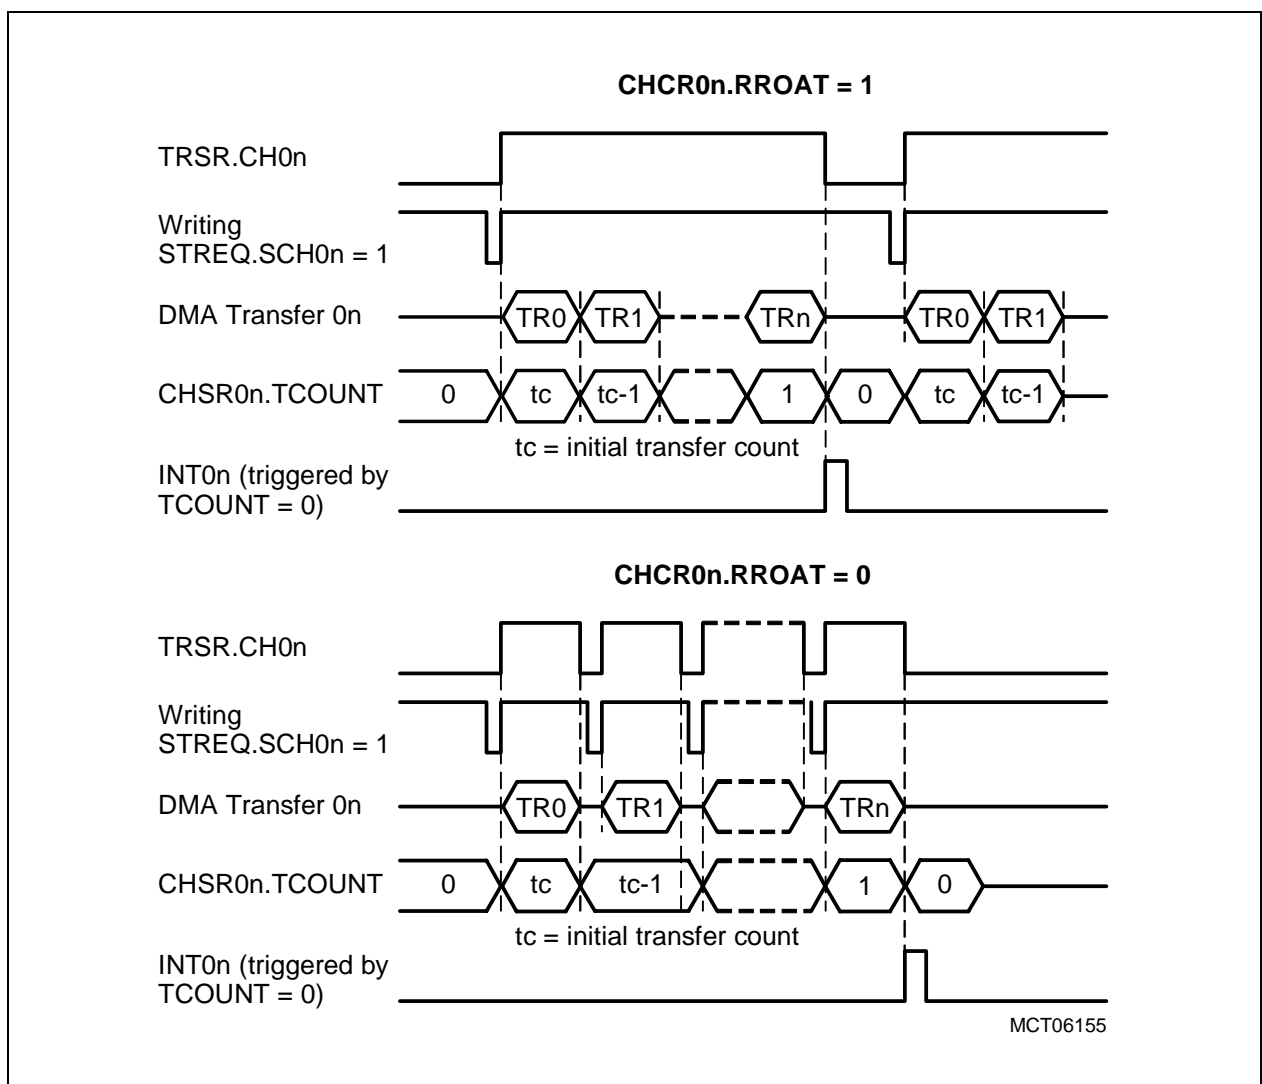 CHCR0n.RROAT = 1
TRSR.CH0n
Writing
STREQ.SCH0n = 1
DMA Transfer 0n TR0 TR1 TRn TR0 TR1
CHSR0n.TCOUNT 0 tc tc-1 1 0 tc tc-1
tc = initial transfer count
INT0n (triggered by
TCOUNT = 0)
CHCR0n.RROAT = 0
TRSR.CH0n
Writing
STREQ.SCH0n = 1
DMA Transfer 0n TR0 TR1 TRn
CHSR0n.TCOUNT 0 tc tc-1 1 0
tc = initial transfer count
INT0n (triggered by
TCOUNT = 0)
MCT06155